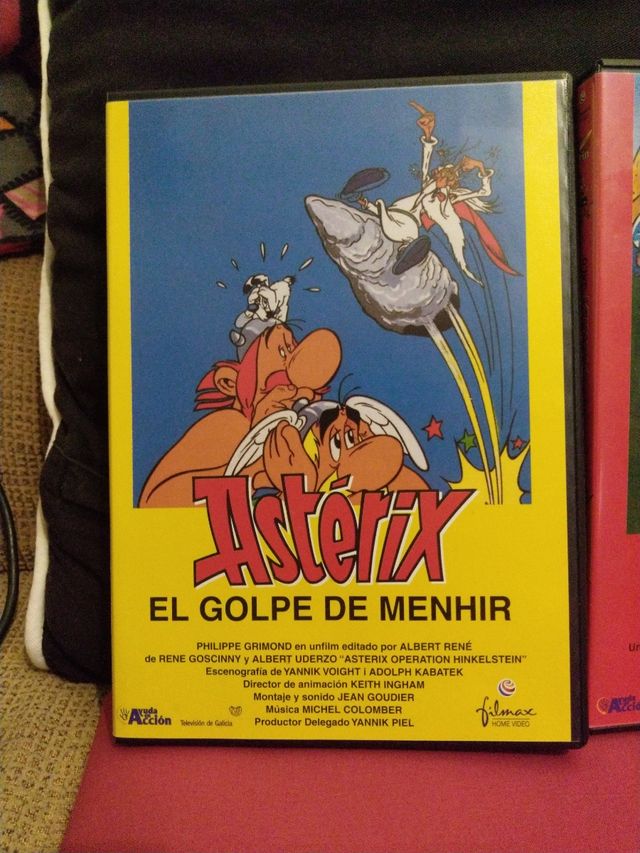 Astérix
EL GOLPE DE MENHIR
PHILIPPE GRIMOND en unfilm editado por ALBERT RENÉ
de RENE GOSCINNY y ALBERT UDERZO "ASTERIX OPERATION HINKELSTEIN"
Escenografía de YANNIK VOIGHT i ADOLPH KABATEK
Director de animación KEITH INGHAM
Montaje y sonido JEAN GOUDIER
Música MICHEL COLOMBER
Productor Delegado YANNIK PIEL
Ayuda en Acción
Televisión de Galicia
filmax
HOME VIDEO
Un